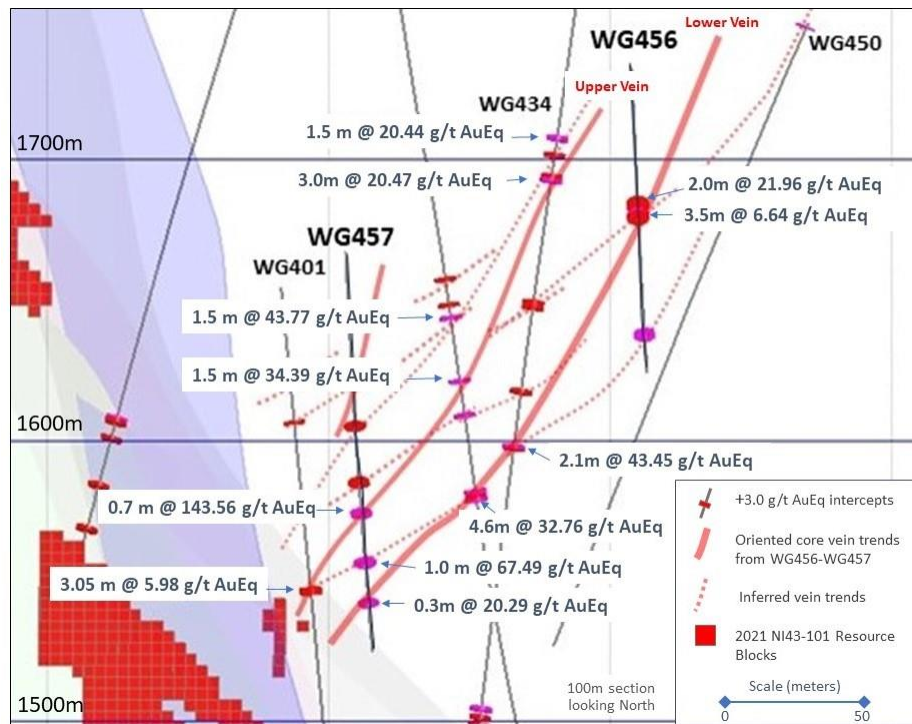 Lower Vein
WG456
WG450
Upper Vein
WG434
1.5 m @ 20.44 g/t AuEq
1700m
3.0m @ 20.47 g/t AuEq
2.0m @ 21.96 g/t AuEq
3.5m @ 6.64 g/t AuEq
WG457
WG401
1.5 m @ 43.77 g/t AuEq
1.5 m @ 34.39 g/t AuEq
1600m
2.1m @ 43.45 g/t AuEq
0.7 m @ 143.56 g/t AuEq
4.6m @ 32.76 g/t AuEq
1.0 m @ 67.49 g/t AuEq
3.05 m @ 5.98 g/t AuEq
0.3m @ 20.29 g/t AuEq
+3.0 g/t AuEq intercepts
Oriented core vein trends
from WG456-WG457
Inferred vein trends
2021 NI43-101 Resource
Blocks
100m section
looking North
Scale (meters)
0 50
1500m